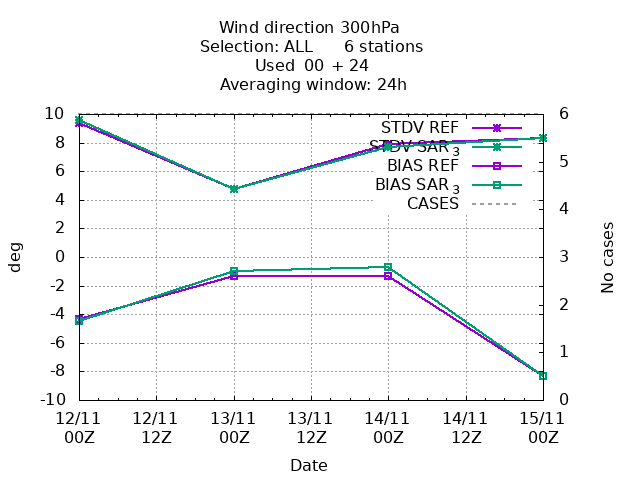 Wind direction 300hPa
Selection: ALL 6 stations
Used 00 + 24
Averaging window: 24h
10 8 6 4 2 0 -2 -4 -6 -8 -10
deg
STDV REF
STDV SAR 3
BIAS REF
BIAS SAR 3
CASES
6 5 4 3 2 1 0
No cases
12/11 12/11 13/11 13/11 14/11 14/11 15/11
00Z 12Z 00Z 12Z 00Z 12Z 00Z
Date